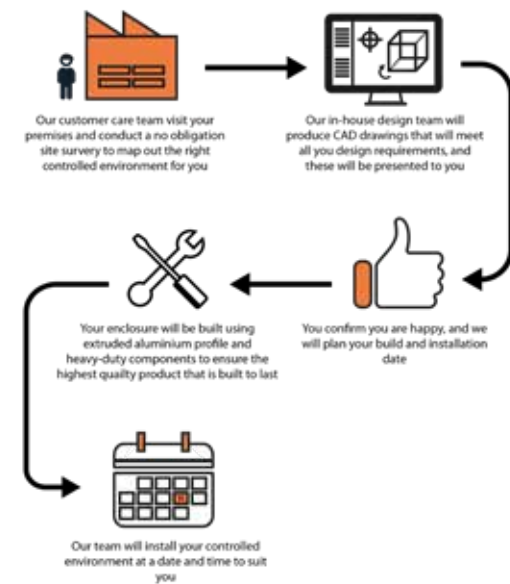 Our customer care team visit your
premises and conduct a no obligation
site survery to map out the right
controlled environment for you
Our in-house design team will
produce CAD drawings that will meet
all you design requirements, and
these will be presented to you
You confirm you are happy, and we
will plan your build and installation
date
Your enclosure will be built using
extruded aluminium profile and
heavy-duty components to ensure the
highest quailty product that is built to last
Our team will install your controlled
environment at a date and time to suit
you